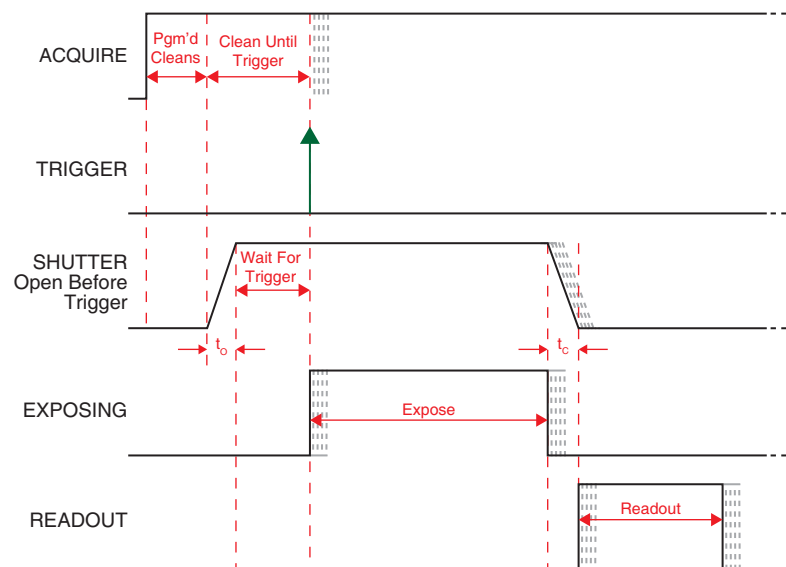 ACQUIRE
Pgm'd
Cleans
Clean Until
Trigger
TRIGGER
SHUTTER
Open Before
Trigger
Wait For
Trigger
tO
tC
EXPOSING
Expose
READOUT
Readout